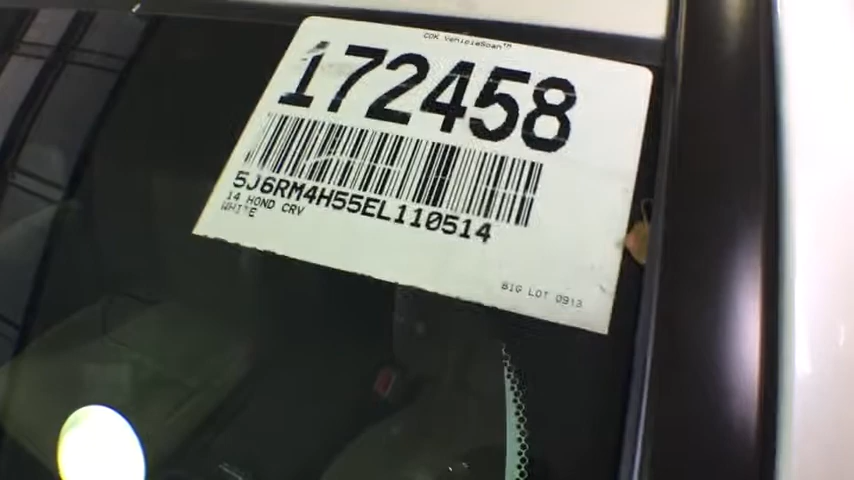 CDK VehicleScan™
172458
5J6RM4H55EL110514
14 HOND CRV
WHITE
BIG LOT 0913